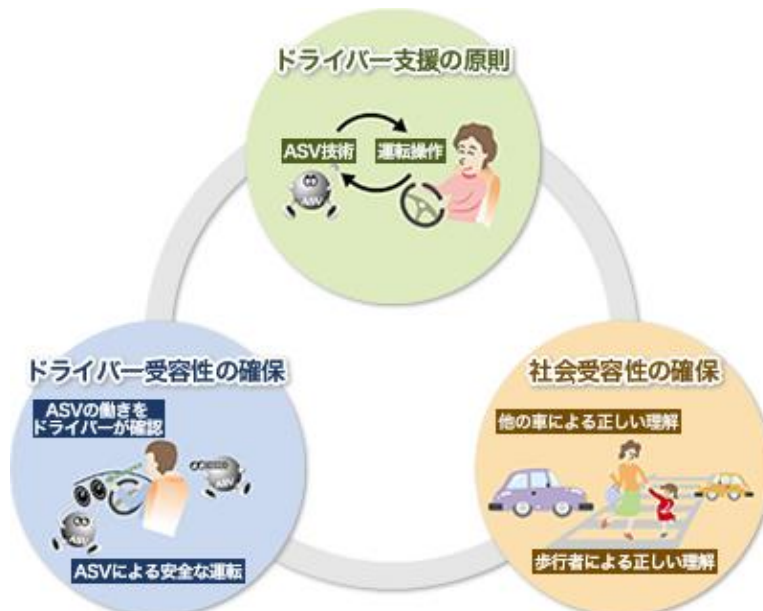 ドライバー支援の原則
ASV技術
運転操作
ASV
ドライバー受容性の確保
ASVの働きを
ドライバーが確認
ASV
ASV
ASVによる安全な運転
社会受容性の確保
他の車による正しい理解
歩行者による正しい理解